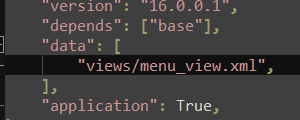 "version": "16.0.0.1",
"depends": ["base"],
"data": [
"views/menu_view.xml",
],
"application": True,